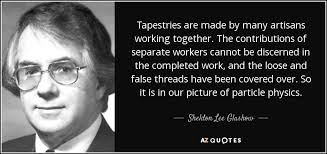 Tapestries are made by many artisans
working together. The contributions of
separate workers cannot be discerned in
the completed work, and the loose and
false threads have been covered over. So
it is in our picture of particle physics.
Sheldon Lee Glashow
AZ QUOTES